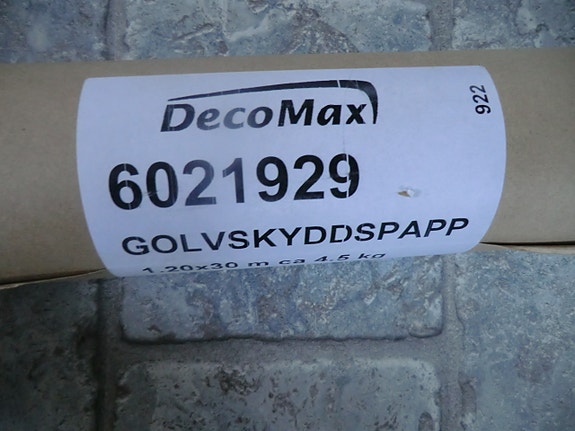 DecoMax
922
6021929
GOLVSKYDDSPAPP
1.20x30 m ca 4.5 kg